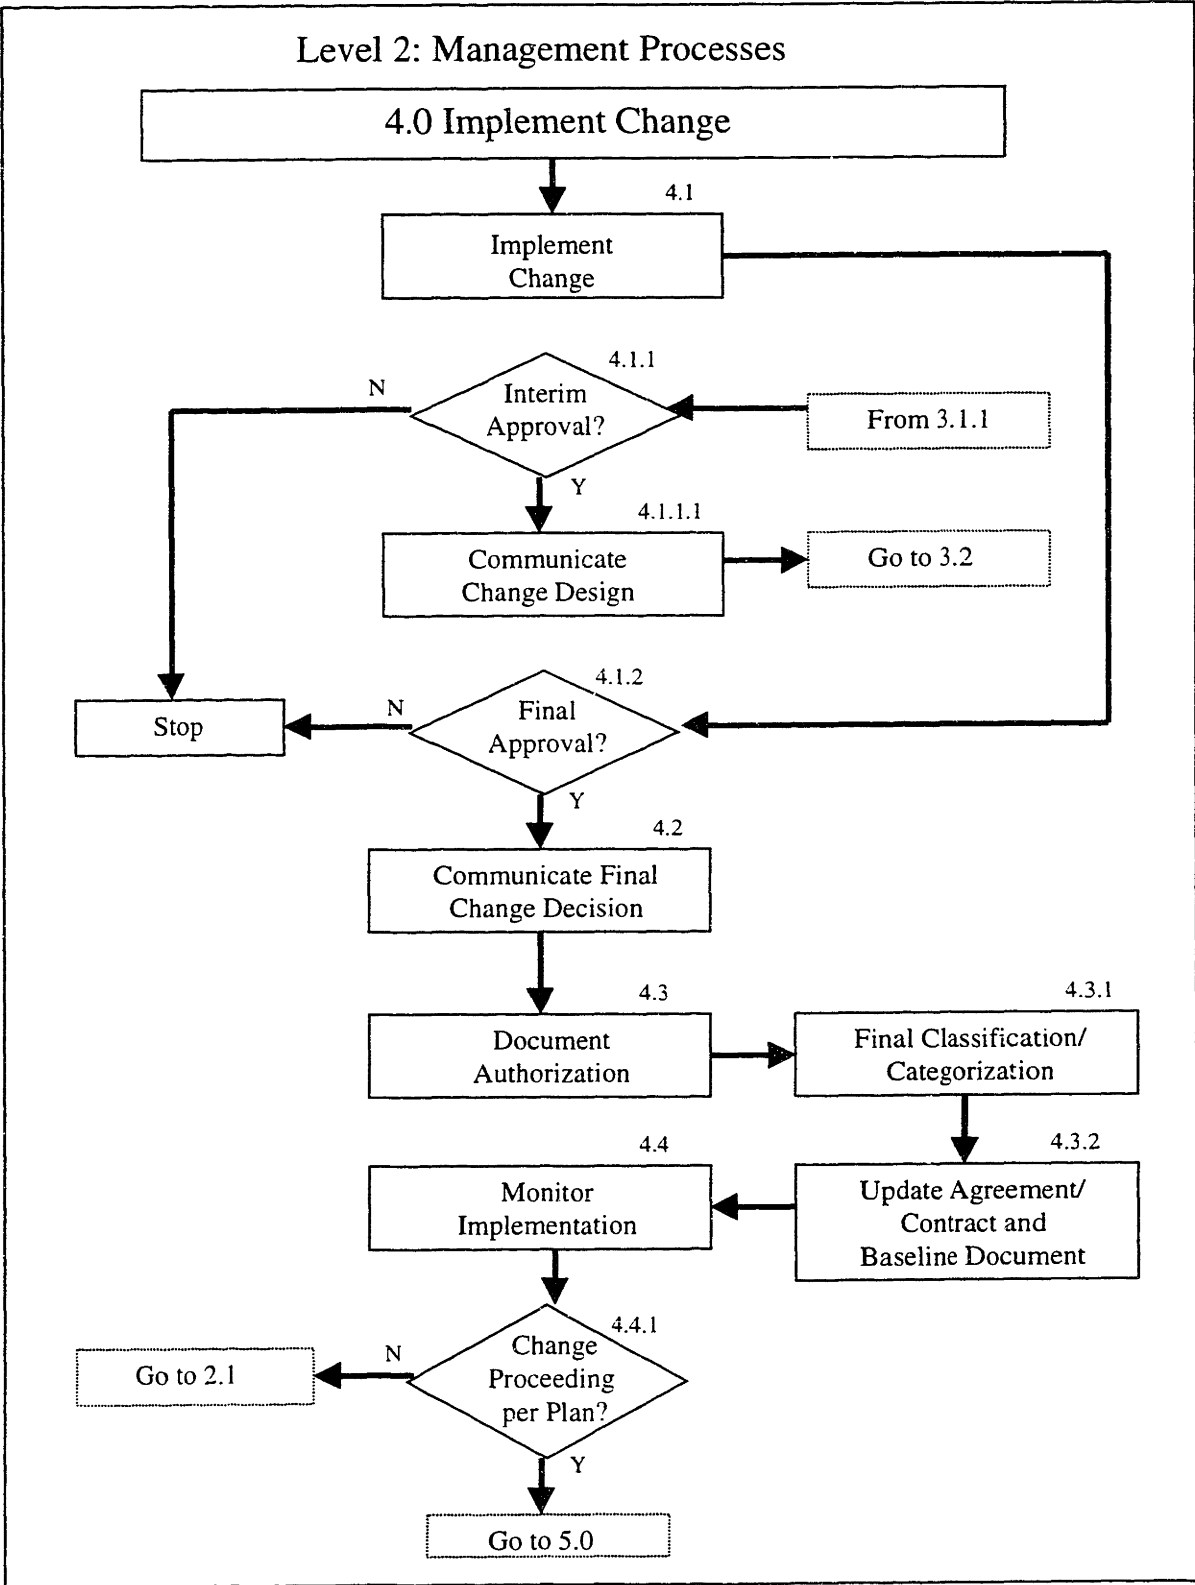 Level 2: Management Processes
4.0 Implement Change
4.1
Implement
Change
4.1.1
N
Interim
Approval?
From 3.1.1
Y
4.1.1.1
Communicate
Change Design
Go to 3.2
4.1.2
N
Final
Approval?
Stop
Y
4.2
Communicate Final
Change Decision
4.3
Document
Authorization
4.3.1
Final Classification/
Categorization
4.3.2
Update Agreement/
Contract and
Baseline Document
4.4
Monitor
Implementation
4.4.1
N
Change
Proceeding
per Plan?
Go to 2.1
Y
Go to 5.0